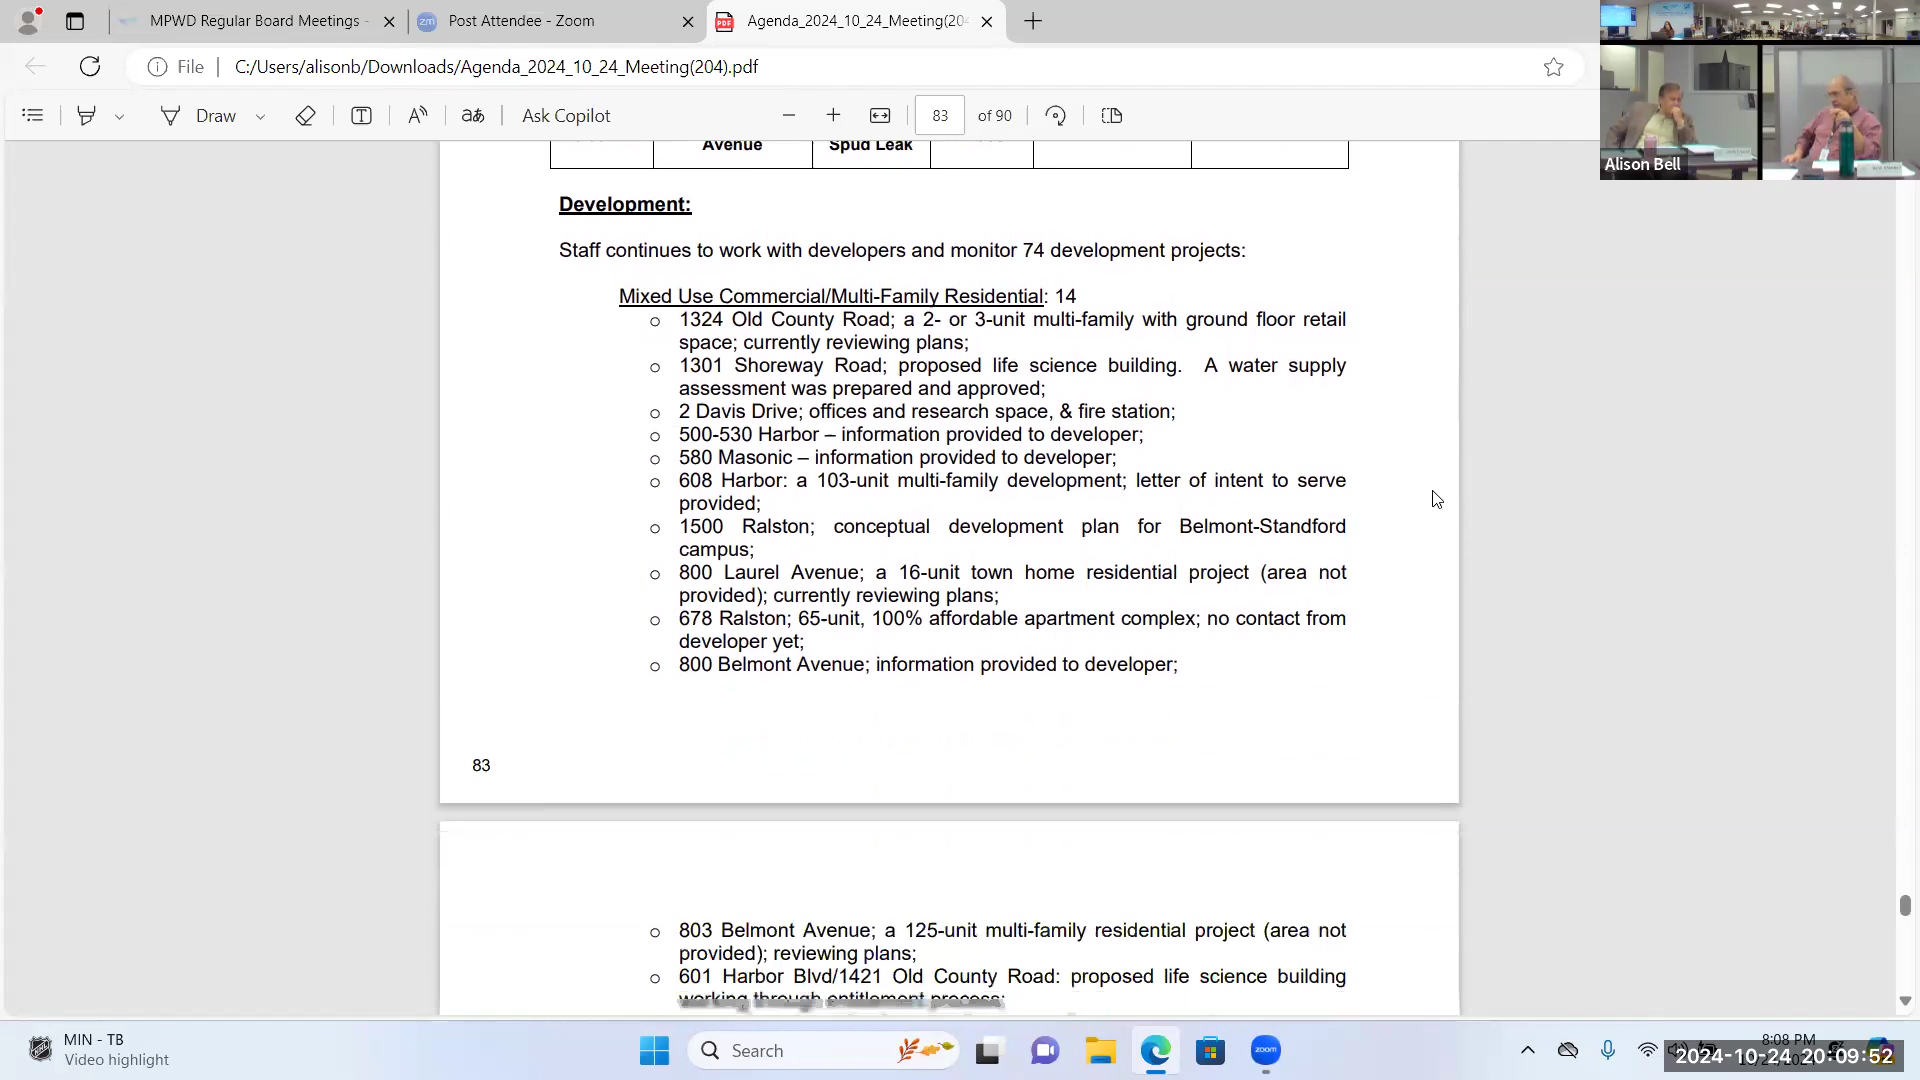 MPWD Regular Board Meetings -
Post Attendee - Zoom
Agenda_2024_10_24_Meeting(204
File
C:/Users/alisonb/Downloads/Agenda_2024_10_24_Meeting(204).pdf
Draw
Ask Copilot
83
of 90
Alison Bell
Avenue
Spud Leak
Development:
Staff continues to work with developers and monitor 74 development projects:
Mixed Use Commercial/Multi-Family Residential: 14
o 1324 Old County Road; a 2- or 3-unit multi-family with ground floor retail
space; currently reviewing plans;
o 1301 Shoreway Road; proposed life science building. A water supply
assessment was prepared and approved;
o 2 Davis Drive; offices and research space, & fire station;
o 500-530 Harbor – information provided to developer;
o 580 Masonic – information provided to developer;
o 608 Harbor: a 103-unit multi-family development; letter of intent to serve
provided;
o 1500 Ralston; conceptual development plan for Belmont-Standford
campus;
o 800 Laurel Avenue; a 16-unit town home residential project (area not
provided); currently reviewing plans;
o 678 Ralston; 65-unit, 100% affordable apartment complex; no contact from
developer yet;
o 800 Belmont Avenue; information provided to developer;
83
o 803 Belmont Avenue; a 125-unit multi-family residential project (area not
provided); reviewing plans;
o 601 Harbor Blvd/1421 Old County Road: proposed life science building
working through entitlement process;
MIN - TB
Video highlight
Search
zoom
8:08 PM
2024-10-24 20:09:52